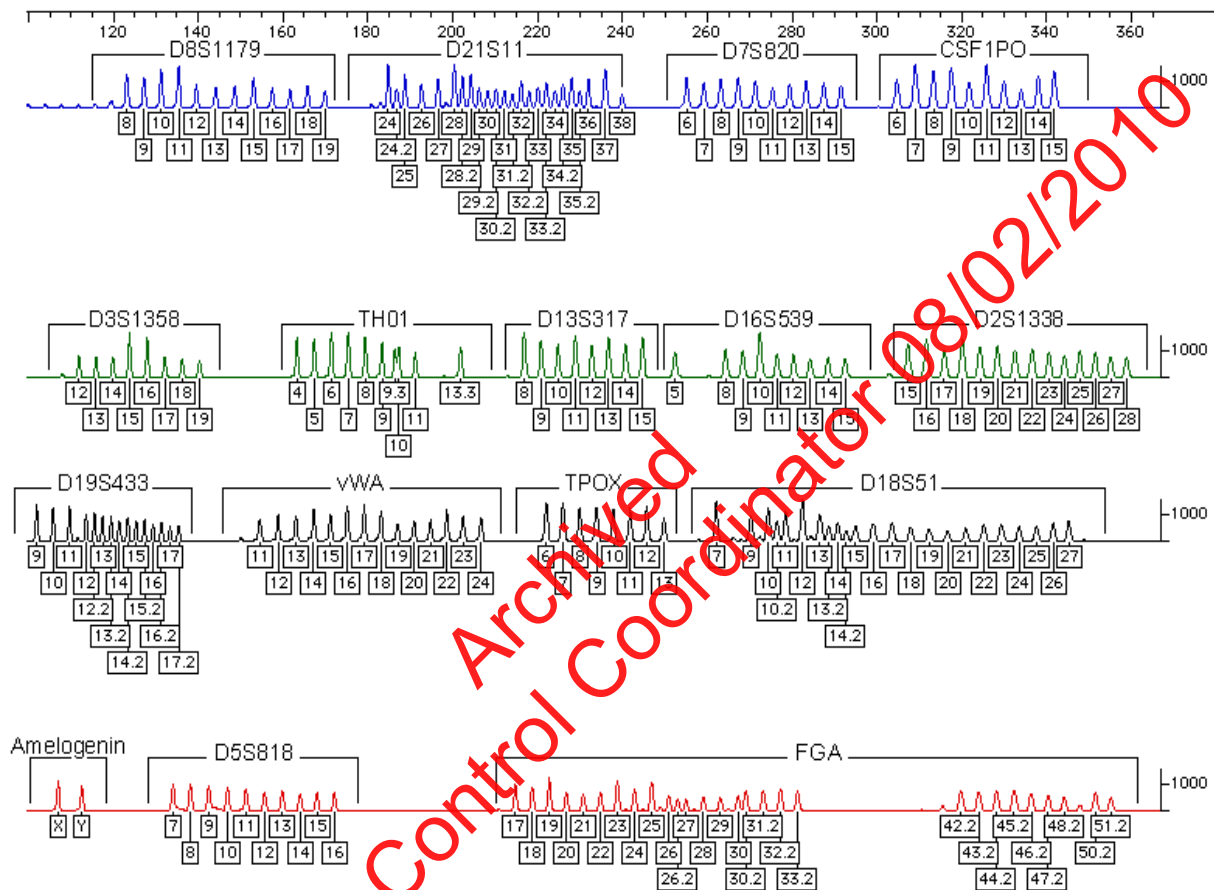 120 140 160 180 200 220 240 260 280 300 320 340 360
D8S1179 D21S11 D7S820 CSF1PO
1000
8 10 12 14 16 18 24 26 28 30 32 34 36 38 6 8 10 12 14 6 8 10 12 14
9 11 13 15 17 19 24.2 27 29 31 33 35 37 7 9 11 13 15 7 9 11 13 15
25 28.2 31.2 34.2
29.2 32.2 35.2
30.2 33.2
D3S1358 TH01 D13S317 D16S539 D2S1338
1000
12 14 16 18 4 6 8 9.3 13.3 8 10 12 14 5 8 10 12 14 15 17 19 21 23 25 27
13 15 17 19 5 7 9 11 9 11 13 15 9 11 13 15 16 18 20 22 24 26 28
10
D19S433 vWA TPOX D18S51
1000
9 11 13 15 17 11 13 15 17 19 21 23 6 8 10 12 7 9 11 13 15 17 19 21 23 25 27
10 12 14 16 12 14 16 18 20 22 24 7 9 11 13 10 12 14 16 18 20 22 24 26
12.2 15.2 10.2 13.2
13.2 16.2 14.2
14.2 17.2
Amelogenin D5S818 FGA
1000
X Y 7 9 11 13 15 17 19 21 23 25 27 29 31.2 42.2 45.2 48.2 51.2
8 10 12 14 16 18 20 22 24 26 28 30 32.2 43.2 46.2 50.2
26.2 30.2 33.2 44.2 47.2
Archived
Control Coordinator 08/02/2010